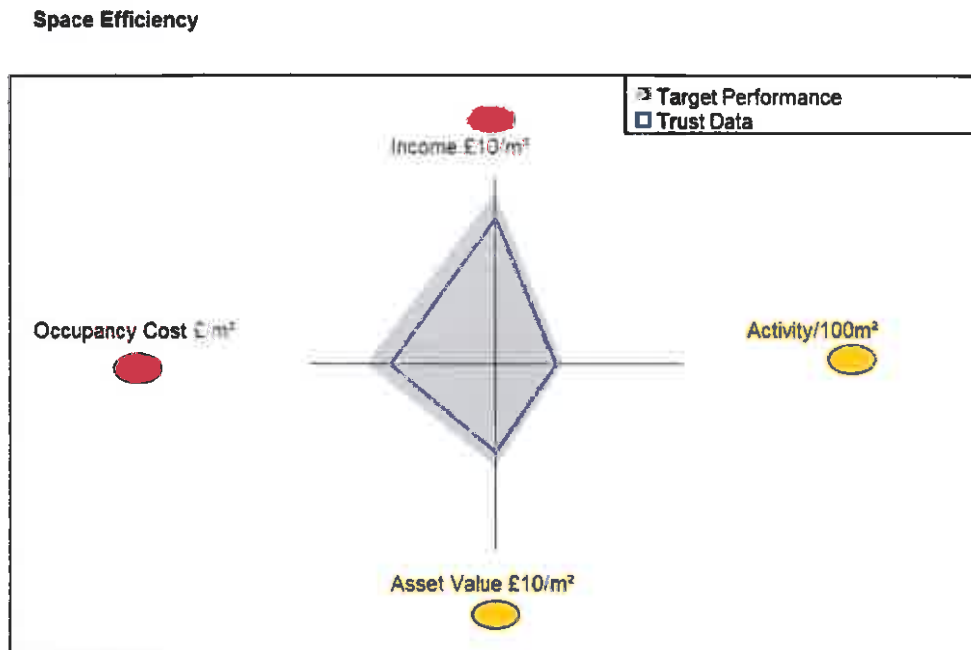 Space Efficiency
Target Performance
Trust Data
Income £10/m²
Occupancy Cost £/m²
Activity/100m²
Asset Value £10/m²